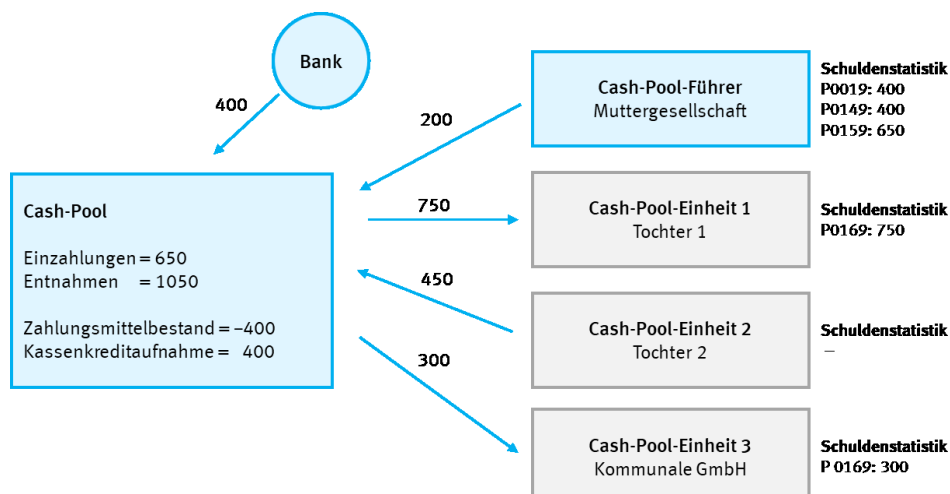 Bank
400
Cash-Pool
Einzahlungen = 650
Entnahmen = 1050
Zahlungsmittelbestand = –400
Kassenkreditaufnahme = 400
200
750
450
300
Cash-Pool-Führer
Muttergesellschaft
Schuldenstatistik
P0019: 400
P0149: 400
P0159: 650
Cash-Pool-Einheit 1
Tochter 1
Schuldenstatistik
P0169: 750
Cash-Pool-Einheit 2
Tochter 2
Schuldenstatistik
–
Cash-Pool-Einheit 3
Kommunale GmbH
Schuldenstatistik
P 0169: 300